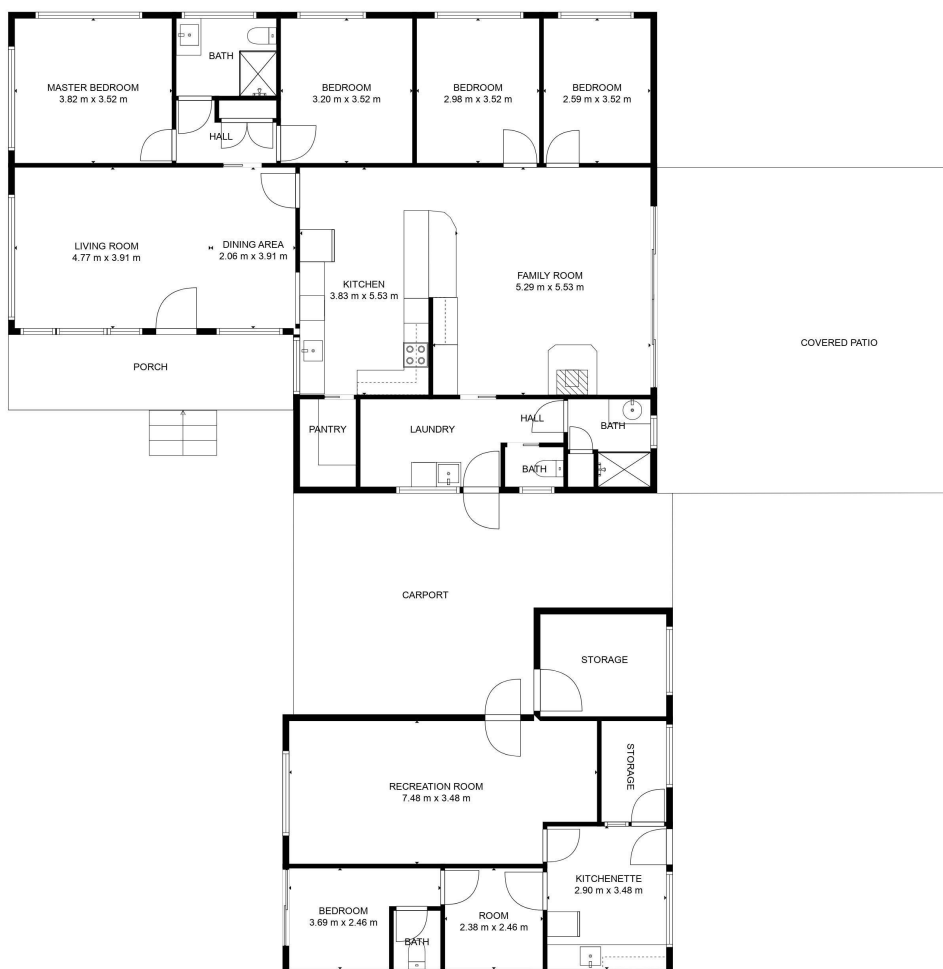 MASTER BEDROOM
3.82 m x 3.52 m
BATH
BEDROOM
3.20 m x 3.52 m
BEDROOM
2.98 m x 3.52 m
BEDROOM
2.59 m x 3.52 m
HALL
LIVING ROOM
4.77 m x 3.91 m
DINING AREA
2.06 m x 3.91 m
KITCHEN
3.83 m x 5.53 m
FAMILY ROOM
5.29 m x 5.53 m
COVERED PATIO
PORCH
PANTRY
LAUNDRY
HALL
BATH
BATH
CARPORT
STORAGE
STORAGE
RECREATION ROOM
7.48 m x 3.48 m
KITCHENETTE
2.90 m x 3.48 m
BEDROOM
3.69 m x 2.46 m
BATH
ROOM
2.38 m x 2.46 m